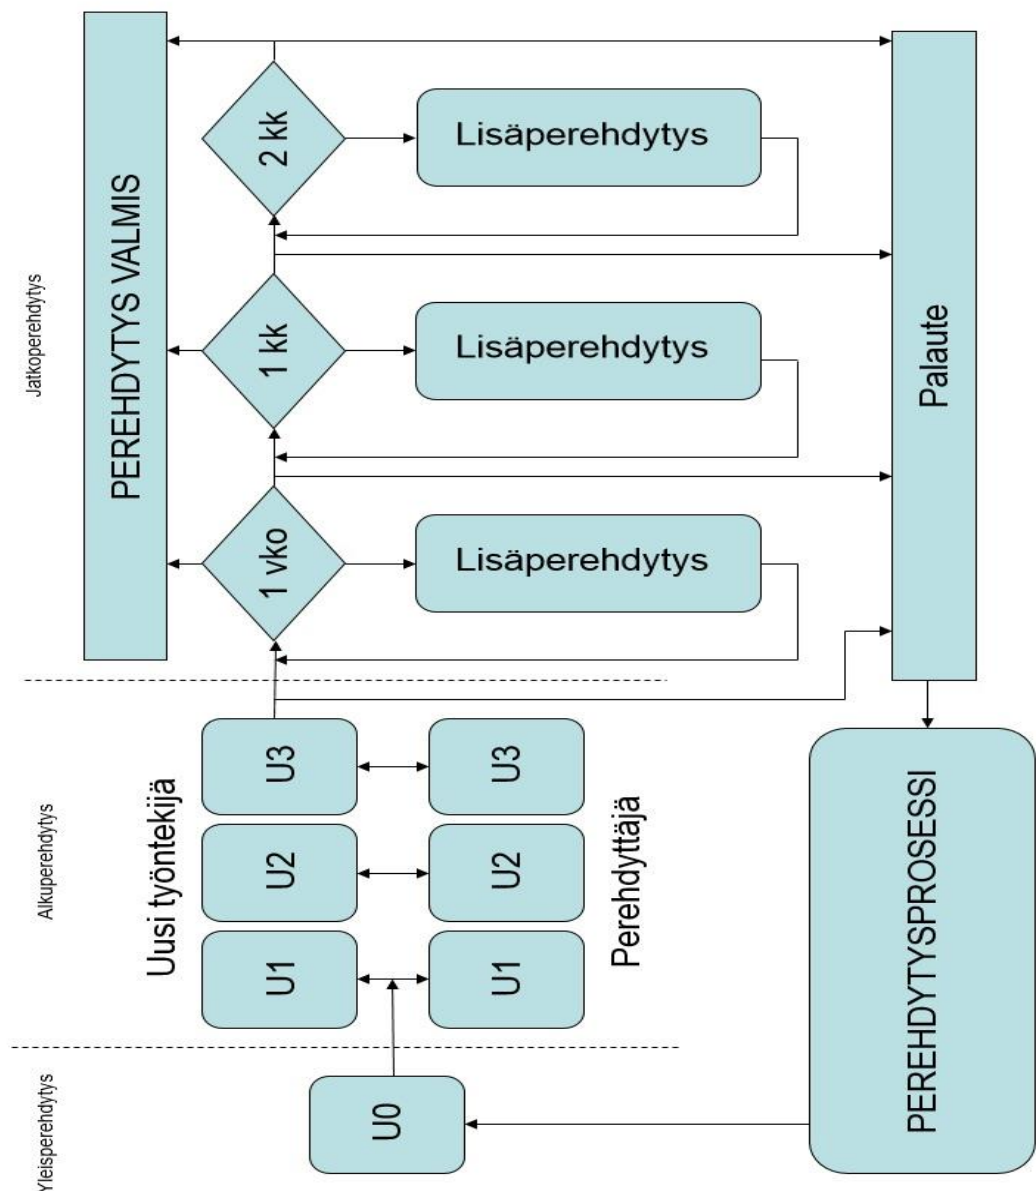 PEREHDYTYS VALMIS
2 kk
Lisäperehdytys
Jatkoperehdytys
1 kk
Lisäperehdytys
Palaute
1 vko
Lisäperehdytys
Alkuperehdytys
Uusi työntekijä
U3
U3
U2
U2
U1
U1
Perehdyttäjä
Yleisperehdytys
U0
PEREHDYTYSPROSESSI